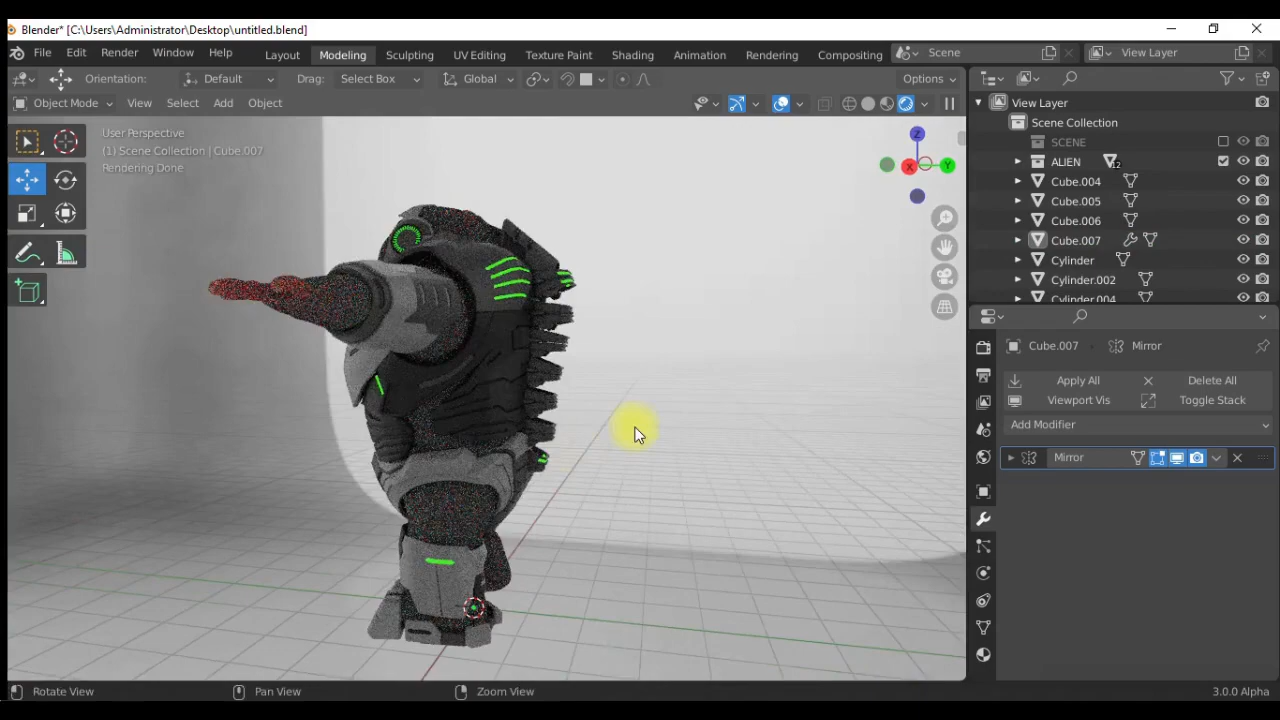 Blender* [C:\Users\Administrator\Desktop\untitled.blend]
File Edit Render Window Help Layout Modeling Sculpting UV Editing Texture Paint Shading Animation Rendering Compositing Scene View Layer
Orientation: Default Drag: Select Box Global Options
Object Mode View Select Add Object
User Perspective
(1) Scene Collection | Cube.007
Rendering Done
Z
X
Y
View Layer
Scene Collection
SCENE
ALIEN 12
Cube.004
Cube.005
Cube.006
Cube.007
Cylinder
Cylinder.002
Cylinder.004
Cube.007 Mirror
Apply All Delete All
Viewport Vis Toggle Stack
Add Modifier
Mirror
Rotate View Pan View Zoom View 3.0.0 Alpha